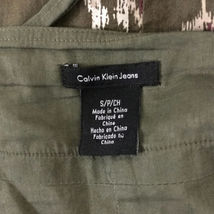 Calvin Klein Jeans
S/P/CH
Made in China
Fabriqué en
Chine
Hecho en China
Fabricado na
China